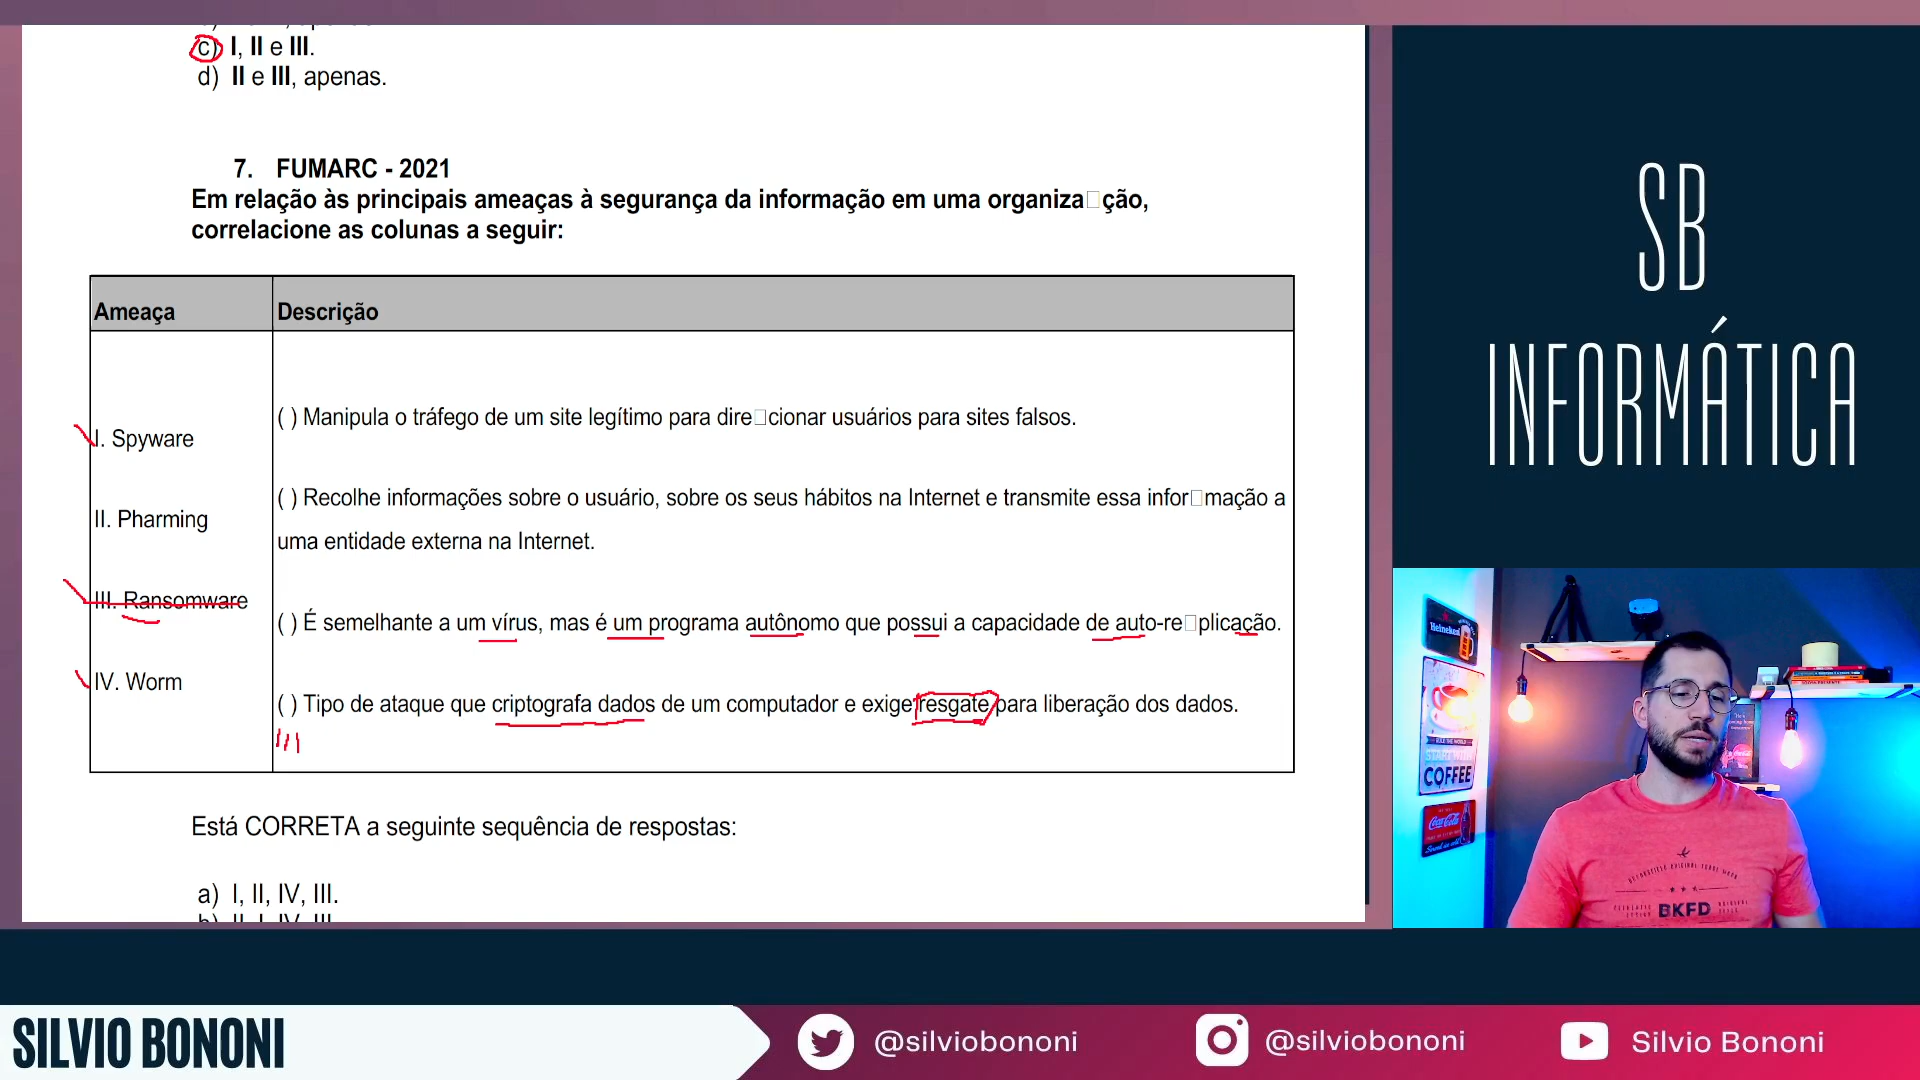 c) I, II e III.
d) II e III, apenas.
7. FUMARC - 2021
Em relação às principais ameaças à segurança da informação em uma organiza□ção,
correlacione as colunas a seguir:
Ameaça Descrição
( ) Manipula o tráfego de um site legítimo para dire□cionar usuários para sites falsos.
I. Spyware
( ) Recolhe informações sobre o usuário, sobre os seus hábitos na Internet e transmite essa infor□mação a
II. Pharming
uma entidade externa na Internet.
III. Ransomware
( ) É semelhante a um vírus, mas é um programa autônomo que possui a capacidade de auto-re□plicação.
IV. Worm
( ) Tipo de ataque que criptografa dados de um computador e exige resgate para liberação dos dados.
III
Está CORRETA a seguinte sequência de respostas:
a) I, II, IV, III.
SB
INFORMÁTICA
Heineken
COFFEE
Coca-Cola
BKFD
SILVIO BONONI
@silviobononi
@silviobononi
Silvio Bononi